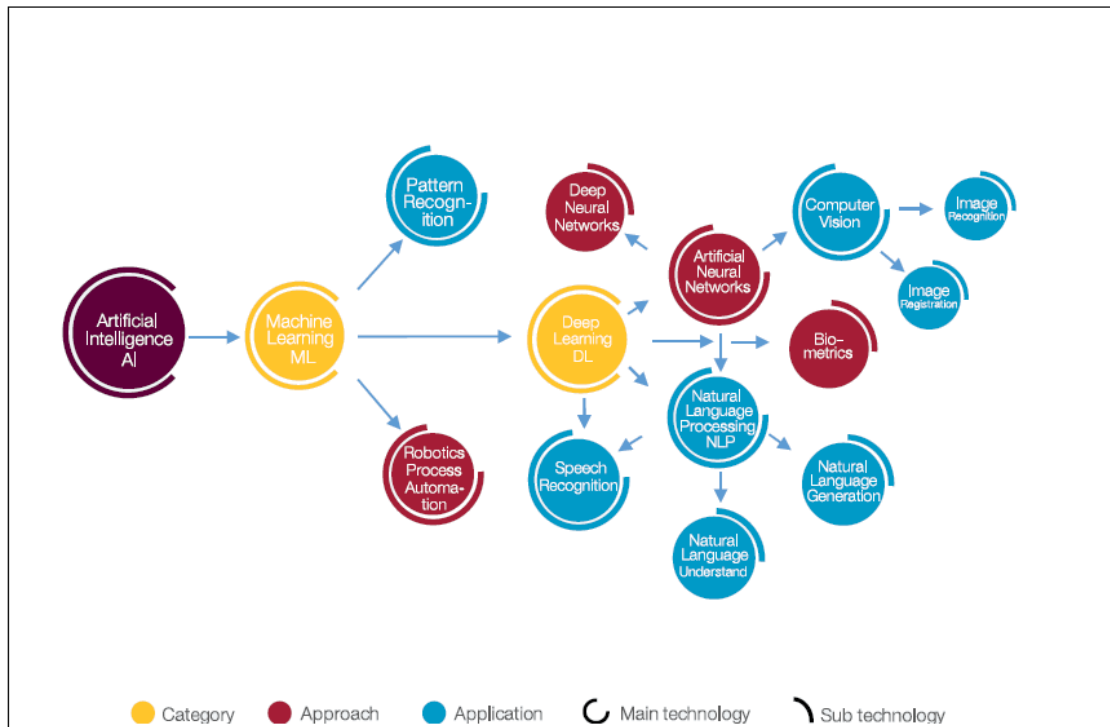 Artificial
Intelligence
AI
Machine
Learning
ML
Pattern
Recogn-
ition
Robotics
Process
Automa-
tion
Deep
Learning
DL
Deep
Neural
Networks
Artificial
Neural
Networks
Speech
Recognition
Natural
Language
Processing
NLP
Natural
Language
Understand
Natural
Language
Generation
Bio-
metrics
Computer
Vision
Image
Recognition
Image
Registration
Category
Approach
Application
Main technology
Sub technology